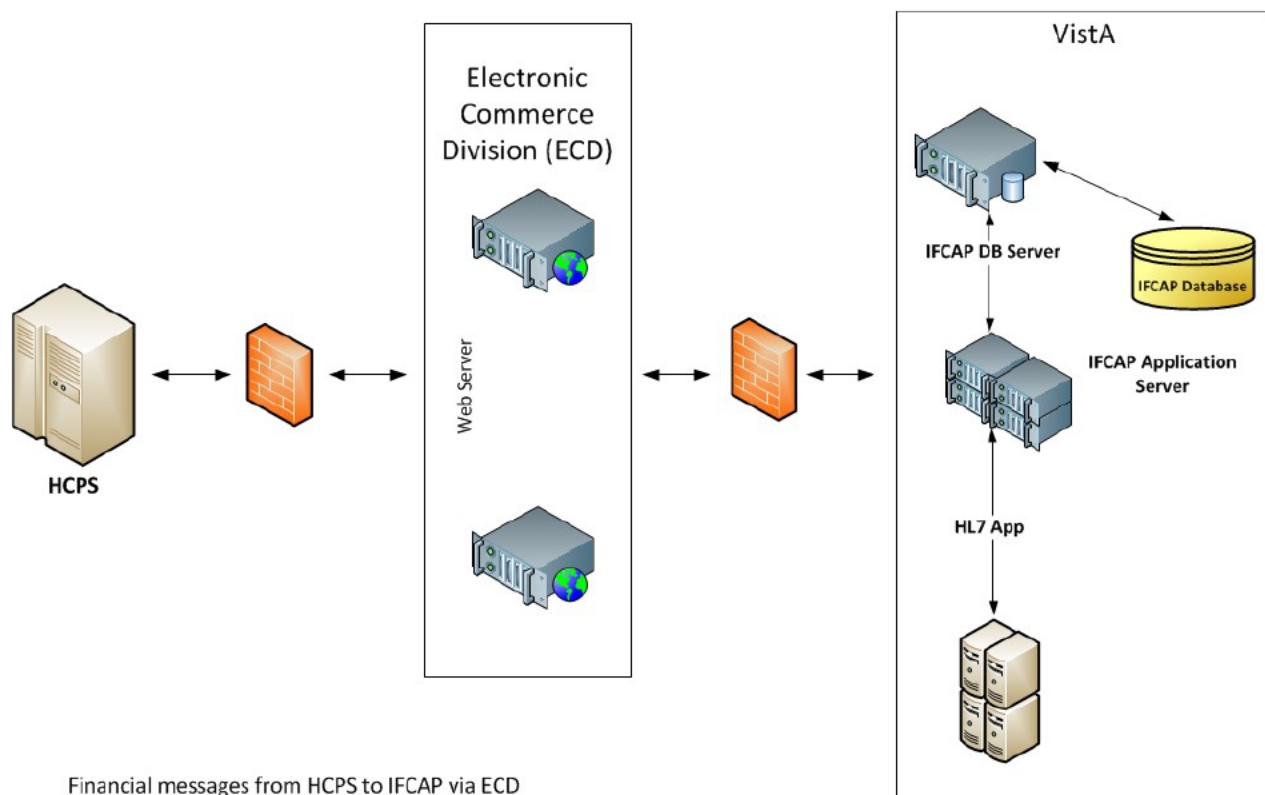 VistA
Electronic
Commerce
Division (ECD)
IFCAP DB Server
IFCAP Database
Web Server
IFCAP Application
Server
HCPS
HL7 App
Financial messages from HCPS to IFCAP via ECD